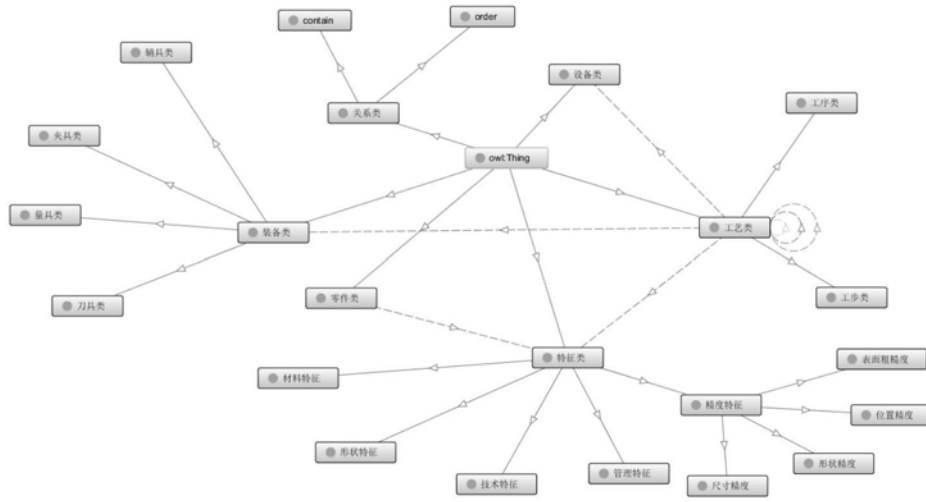 contain
order
辅具类
设备类
关系类
工序类
夹具类
owl:Thing
量具类
装备类
工艺类
刀具类
零件类
工步类
特征类
表面粗糙度
材料特征
精度特征
位置精度
形状特征
形状精度
技术特征
管理特征
尺寸精度